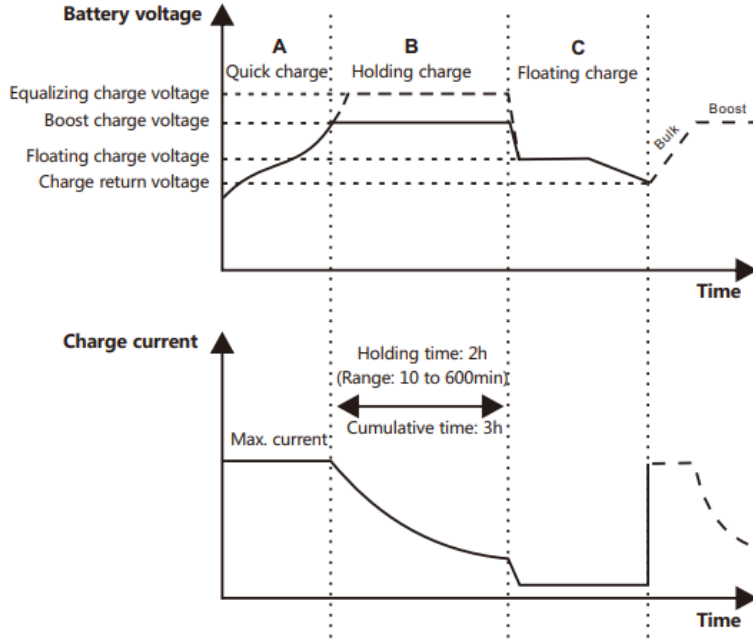 Battery voltage
A
B
C
Quick charge
Holding charge
Floating charge
Equalizing charge voltage
Boost charge voltage
Floating charge voltage
Charge return voltage
Bulk
Boost
Time
Charge current
Holding time: 2h
(Range: 10 to 600min)
Cumulative time: 3h
Max. current
Time